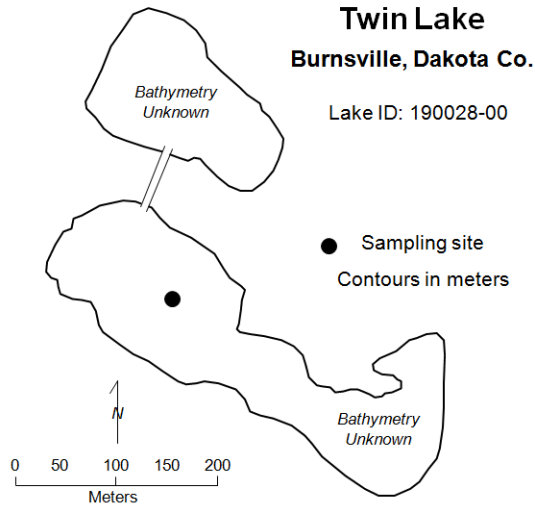 Twin Lake
Burnsville, Dakota Co.
Lake ID: 190028-00
Bathymetry
Unknown
Sampling site
Contours in meters
Bathymetry
Unknown
N
0 50 100 150 200
Meters